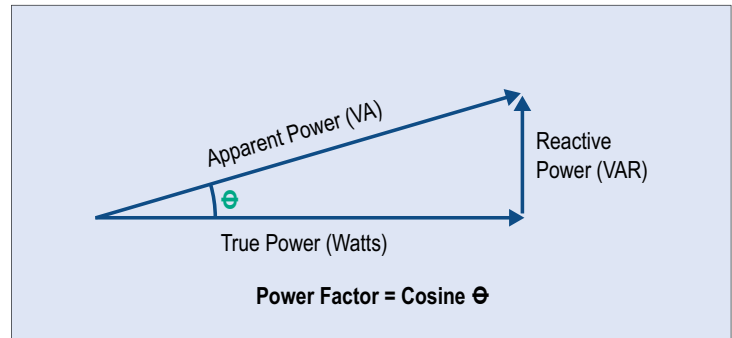 Apparent Power (VA)
Reactive
Power (VAR)
Ɵ
True Power (Watts)
Power Factor = Cosine Ɵ